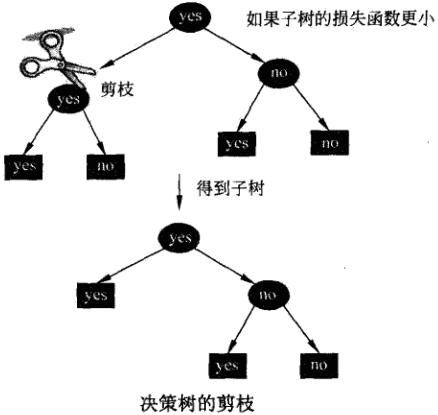 yes
如果子树的损失函数更小
剪枝
yes
no
yes
no
yes
no
得到子树
yes
yes
no
yes
no
决策树的剪枝